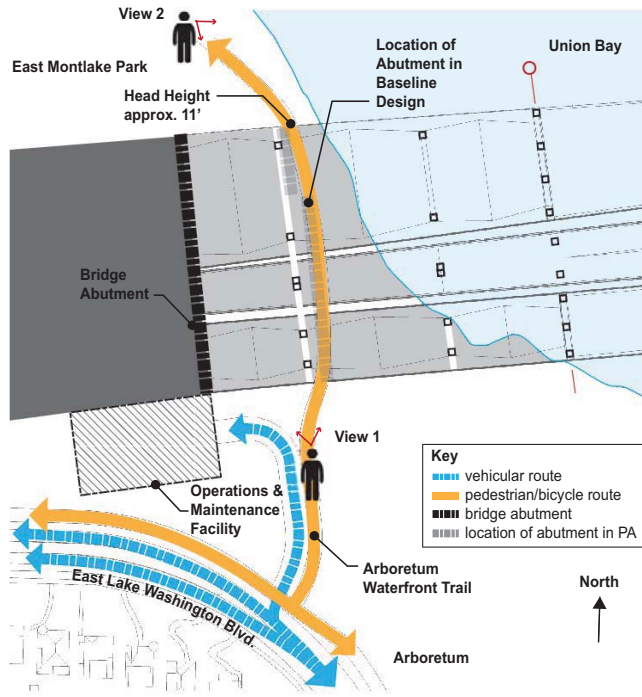 View 2
East Montlake Park
Head Height
approx. 11’
Location of
Abutment in
Baseline
Design
Union Bay
Bridge
Abutment
View 1
Operations &
Maintenance
Facility
Key
vehicular route
pedestrian/bicycle route
bridge abutment
location of abutment in PA
Arboretum
Waterfront Trail
East Lake Washington Blvd.
North
Arboretum